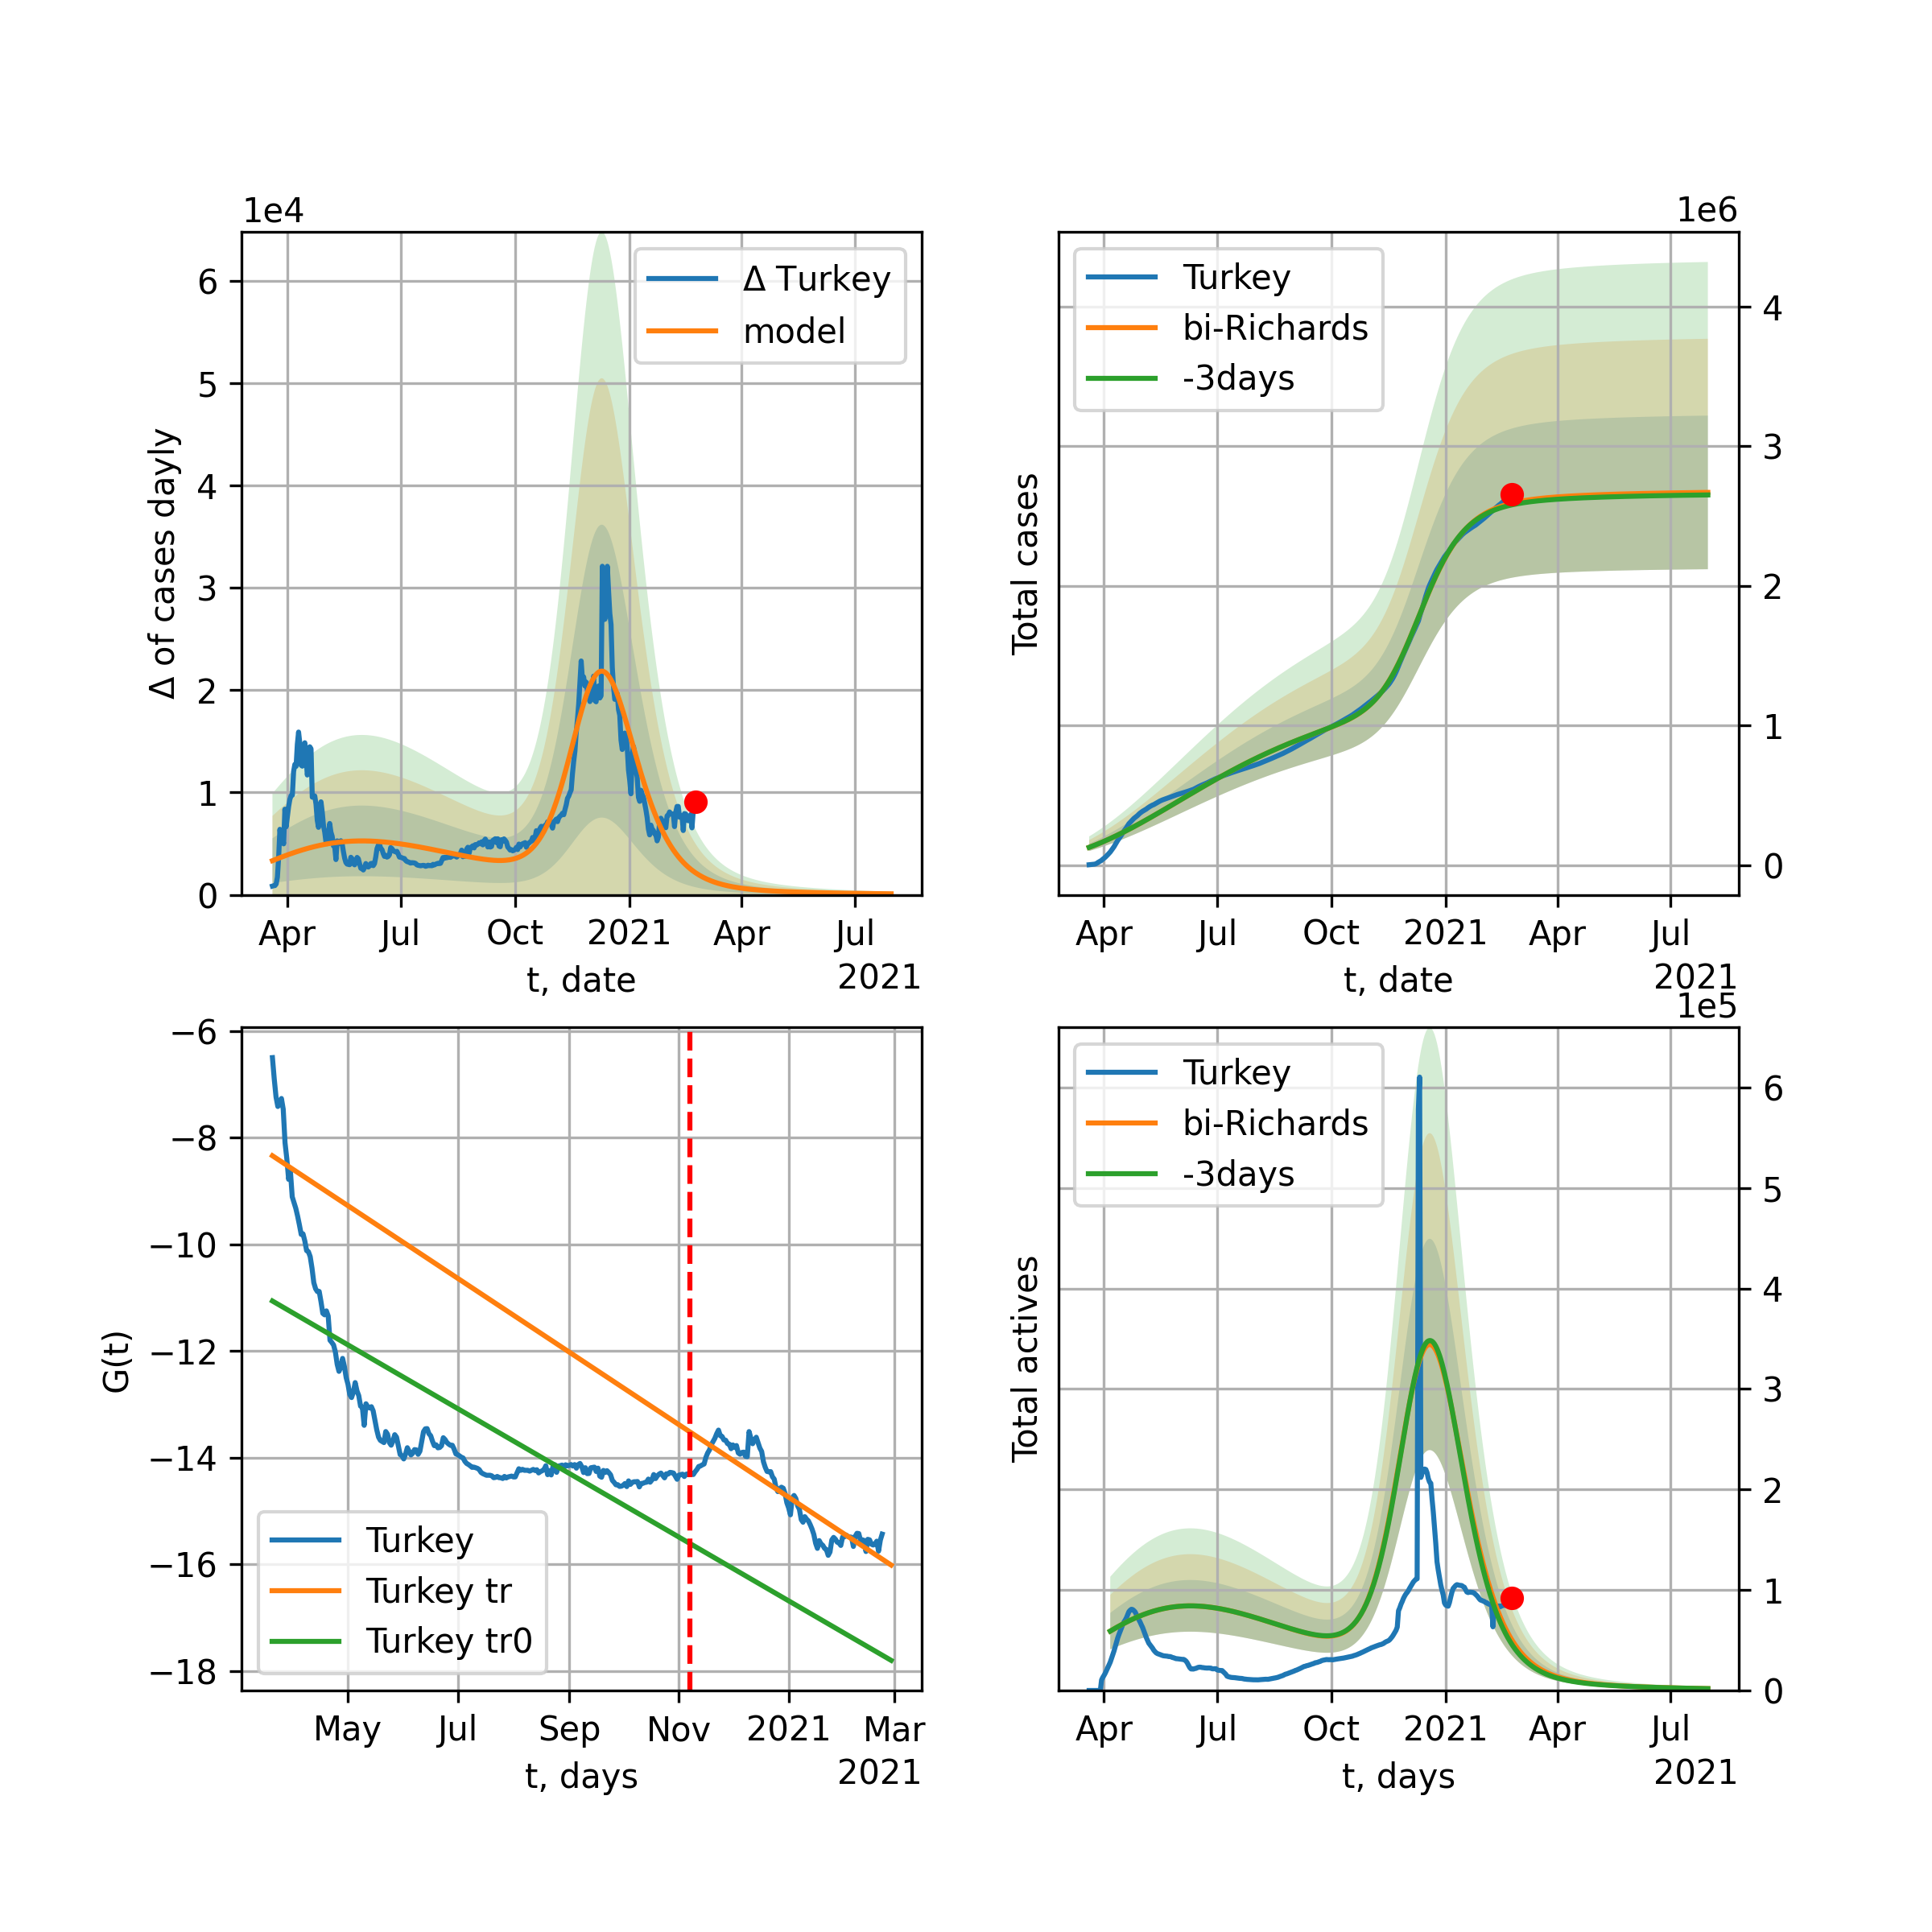 1e4
6
5
4
3
2
1
0
Δ of cases dayly
Δ Turkey
model
Apr Jul Oct 2021 Apr Jul
t, date
2021
1e6
Turkey
bi-Richards
-3days
Total cases
4
3
2
1
0
Apr Jul Oct 2021 Apr Jul
t, date
2021
−6
−8
−10
−12
−14
−16
−18
G(t)
Turkey
Turkey tr
Turkey tr0
May Jul Sep Nov 2021 Mar
t, days
2021
1e5
Turkey
bi-Richards
-3days
Total actives
6
5
4
3
2
1
0
Apr Jul Oct 2021 Apr Jul
t, days
2021